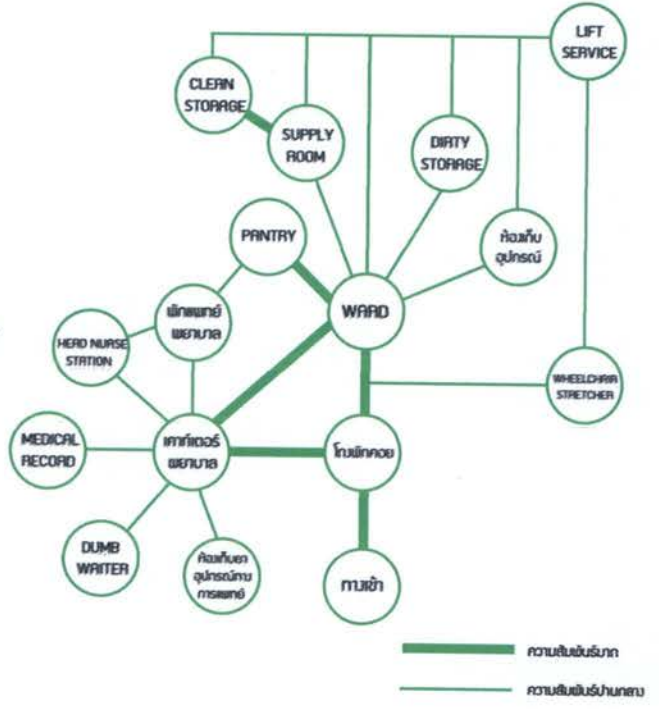 LIFT
SERVICE
CLEAN
STORAGE
SUPPLY
ROOM
DIRTY
STORAGE
PANTRY
ห้องเก็บ
อุปกรณ์
WARD
พักแพทย์
พยาบาล
HEAD NURSE
STATION
WHEELCHAIR
STRETCHER
MEDICAL
RECORD
เคาท์เตอร์
พยาบาล
โถงพักคอย
DUMB
WRITER
ห้องเก็บยา
อุปกรณ์ทาง
การแพทย์
ทางเข้า
ความสัมพันธ์มาก
ความสัมพันธ์ปานกลาง